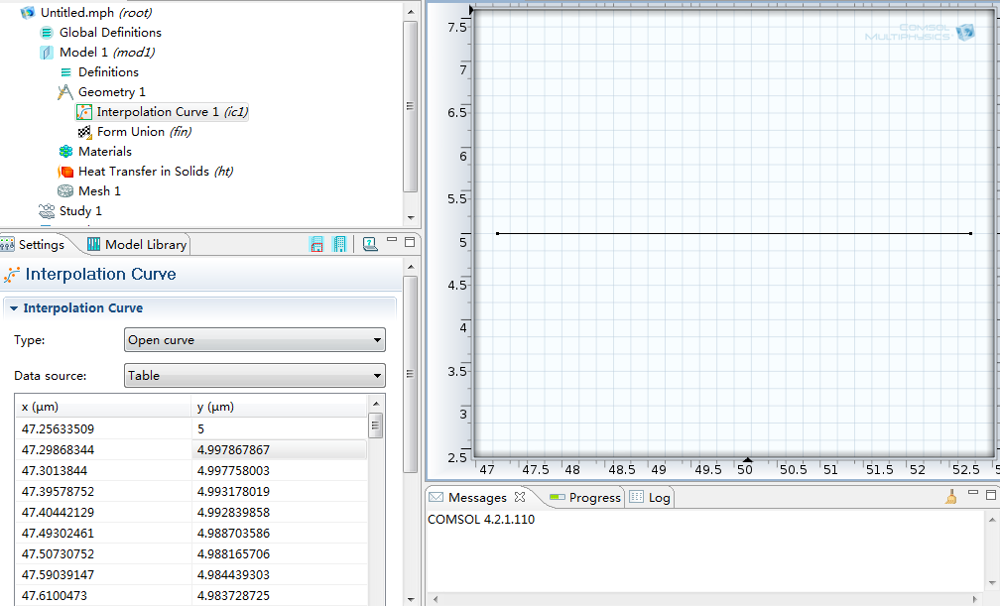 Untitled.mph (root)
Global Definitions
Model 1 (mod1)
Definitions
Geometry 1
Interpolation Curve 1 (ic1)
Form Union (fin)
Materials
Heat Transfer in Solids (ht)
Mesh 1
Study 1
Settings
Model Library
Interpolation Curve
Interpolation Curve
Type:
Open curve
Data source:
Table
x (μm) y (μm)
47.25633509 5
47.29868344 4.997867867
47.3013844 4.997758003
47.39578752 4.993178019
47.40442129 4.992839858
47.49302461 4.988703586
47.50730752 4.988165706
47.59039147 4.984439303
47.6100473 4.983728725
COMSOL
MULTIPHYSICS
7.5
7
6.5
6
5.5
5
4.5
4
3.5
3
2.5
47 47.5 48 48.5 49 49.5 50 50.5 51 51.5 52 52.5
Messages
Progress
Log
COMSOL 4.2.1.110